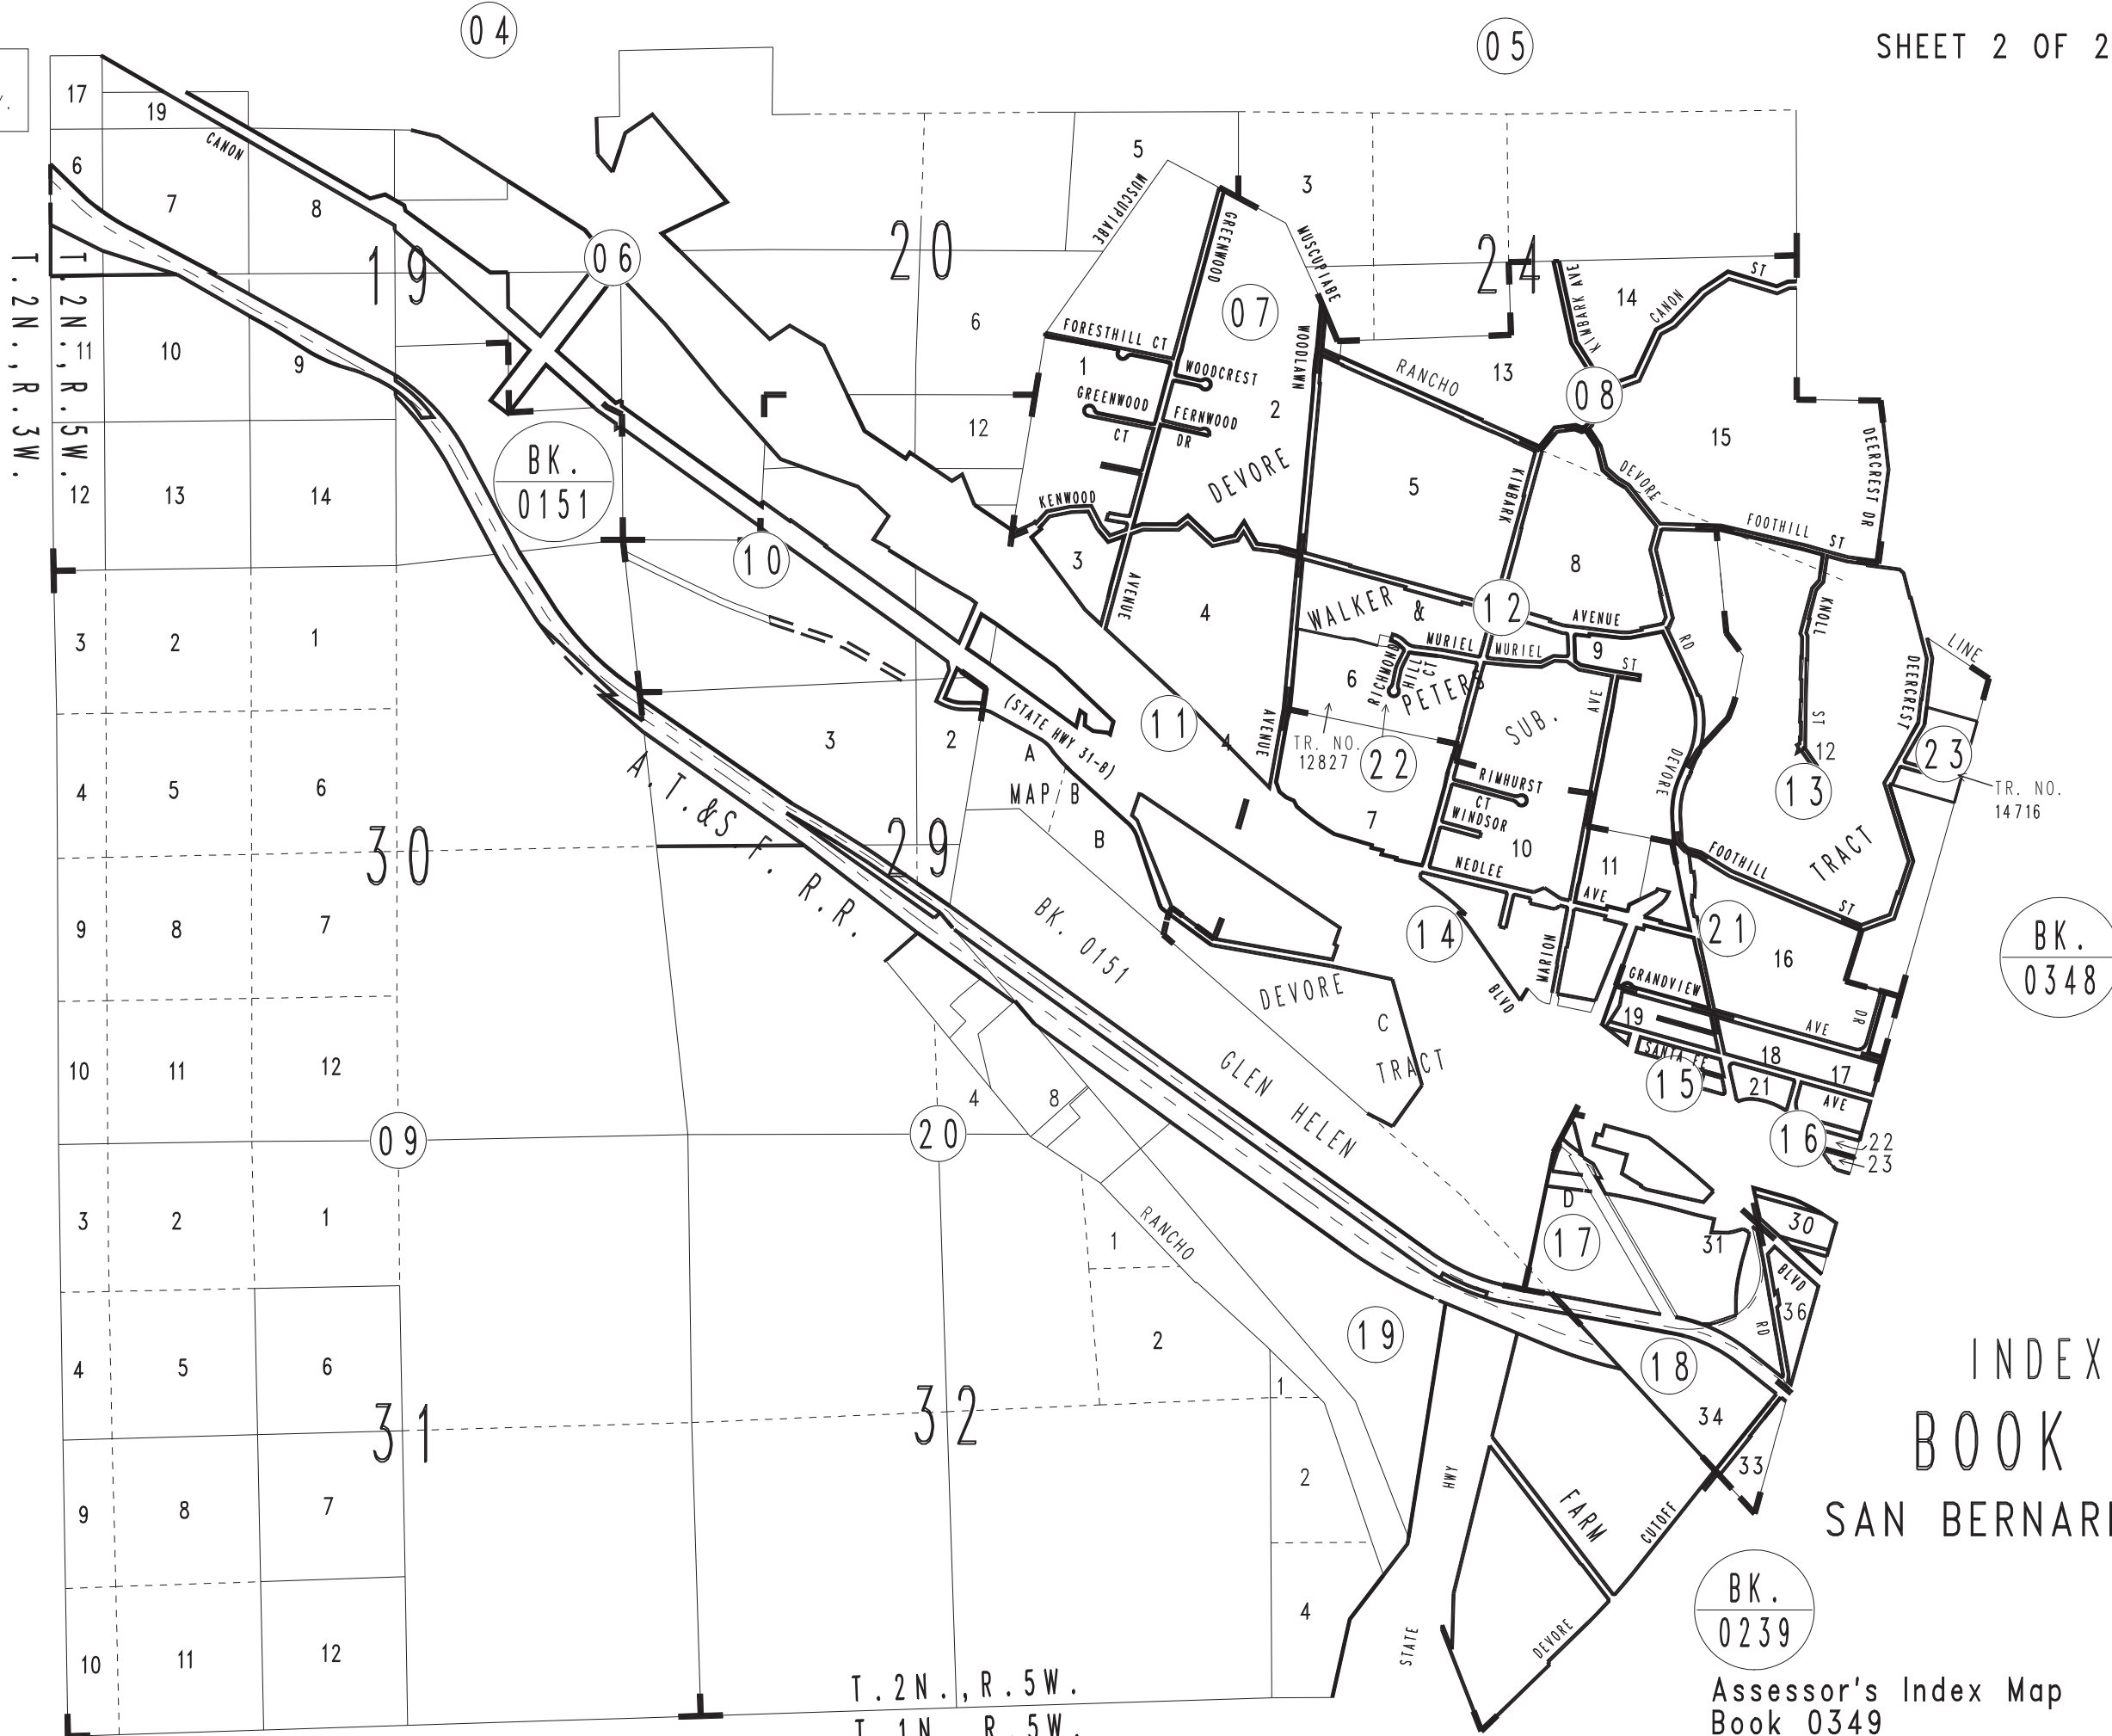 04
05
SHEET 2 OF 2
17
19
CANON
6
7
8
19
06
20
5
3
24
MUSCUPIABE
MUSCUPIABE
GREENWOOD
07
KIMBARK AVE
14
CANON
ST
T.2N.,R.3W.
T.2N.,R.5W.
11
10
9
6
FORESTHILL CT
1
WOODCREST
GREENWOOD
CT
FERNWOOD
DR
2
WOODLAWN
RANCHO
13
08
15
DEERCREST DR
12
13
14
BK.
0151
12
DEVORE
KENWOOD
5
KIMBARK
DEVORE
FOOTHILL
ST
10
3
AVENUE
4
8
12
WALKER
&
AVENUE
KNOLL
3
2
1
MURIEL
MURIEL
9
ST
RD
6
RICHMOND
HILL
CT
PETERS
SUB.
AVE
LINE
DEERCREST
3
2
A
(STATE HWY 31-B)
11
4
AVENUE
TR. NO.
12827
22
ST
12
23
TR. NO.
14716
13
4
5
6
A.T.&S.F. R.R.
MAP B
B
7
RIMHURST
CT
WINDSOR
10
DEVORE
30
29
NEDLEE
AVE
11
FOOTHILL
ST
TRACT
9
8
7
BK. 0151
14
21
16
BK.
0348
MARION
BLVD
GRANDVIEW
AVE
DR
DEVORE
C
TRACT
19
SANTA FE
18
17
10
11
12
4
8
GLEN HELEN
15
21
AVE
09
20
16
22
23
3
2
1
RANCHO
1
D
17
31
30
BLVD
36
RD
4
5
6
2
19
18
INDEX
31
32
1
34
BOOK
9
8
7
2
HWY
FARM
CUTOFF
33
SAN BERNARI
BK.
0239
4
10
11
12
STATE
DEVORE
T.2N.,R.5W.
T.1N.,R.5W.
Assessor's Index Map
Book 0349